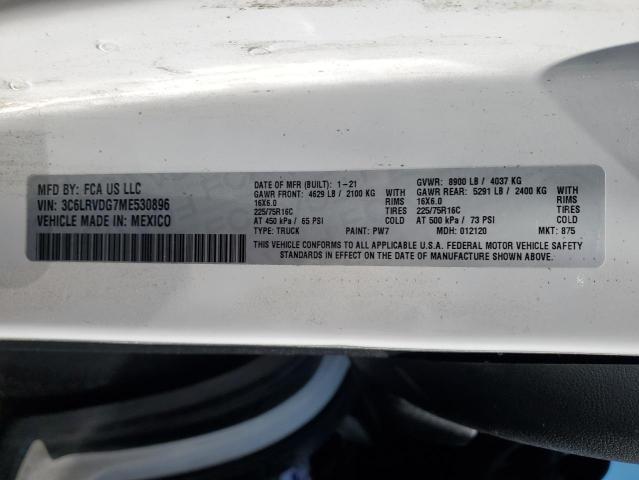 MFD BY: FCA US LLC
VIN: 3C6LRVDG7ME530896
VEHICLE MADE IN: MEXICO
DATE OF MFR (BUILT): 1-21
GAWR FRONT: 4629 LB / 2100 KG
16X6.0 RIMS
225/75R16C TIRES
AT 450 kPa / 65 PSI COLD
TYPE: TRUCK PAINT: PW7
GVWR: 8900 LB / 4037 KG
GAWR REAR: 5291 LB / 2400 KG
16X6.0 RIMS
225/75R16C TIRES
AT 500 kPa / 73 PSI COLD
MDH: 012120 MKT: 875
THIS VEHICLE CONFORMS TO ALL APPLICABLE U.S.A. FEDERAL MOTOR VEHICLE SAFETY
STANDARDS IN EFFECT ON THE DATE OF MANUFACTURE SHOWN ABOVE.